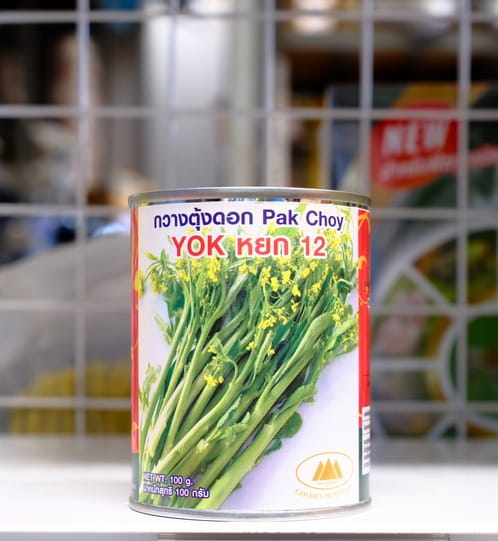 กวางตุ้งดอก Pak Choy
YOK หยก 12
NEW
NET WT. 100 g.
น้ำหนักสุทธิ 100 กรัม
GOLDEN